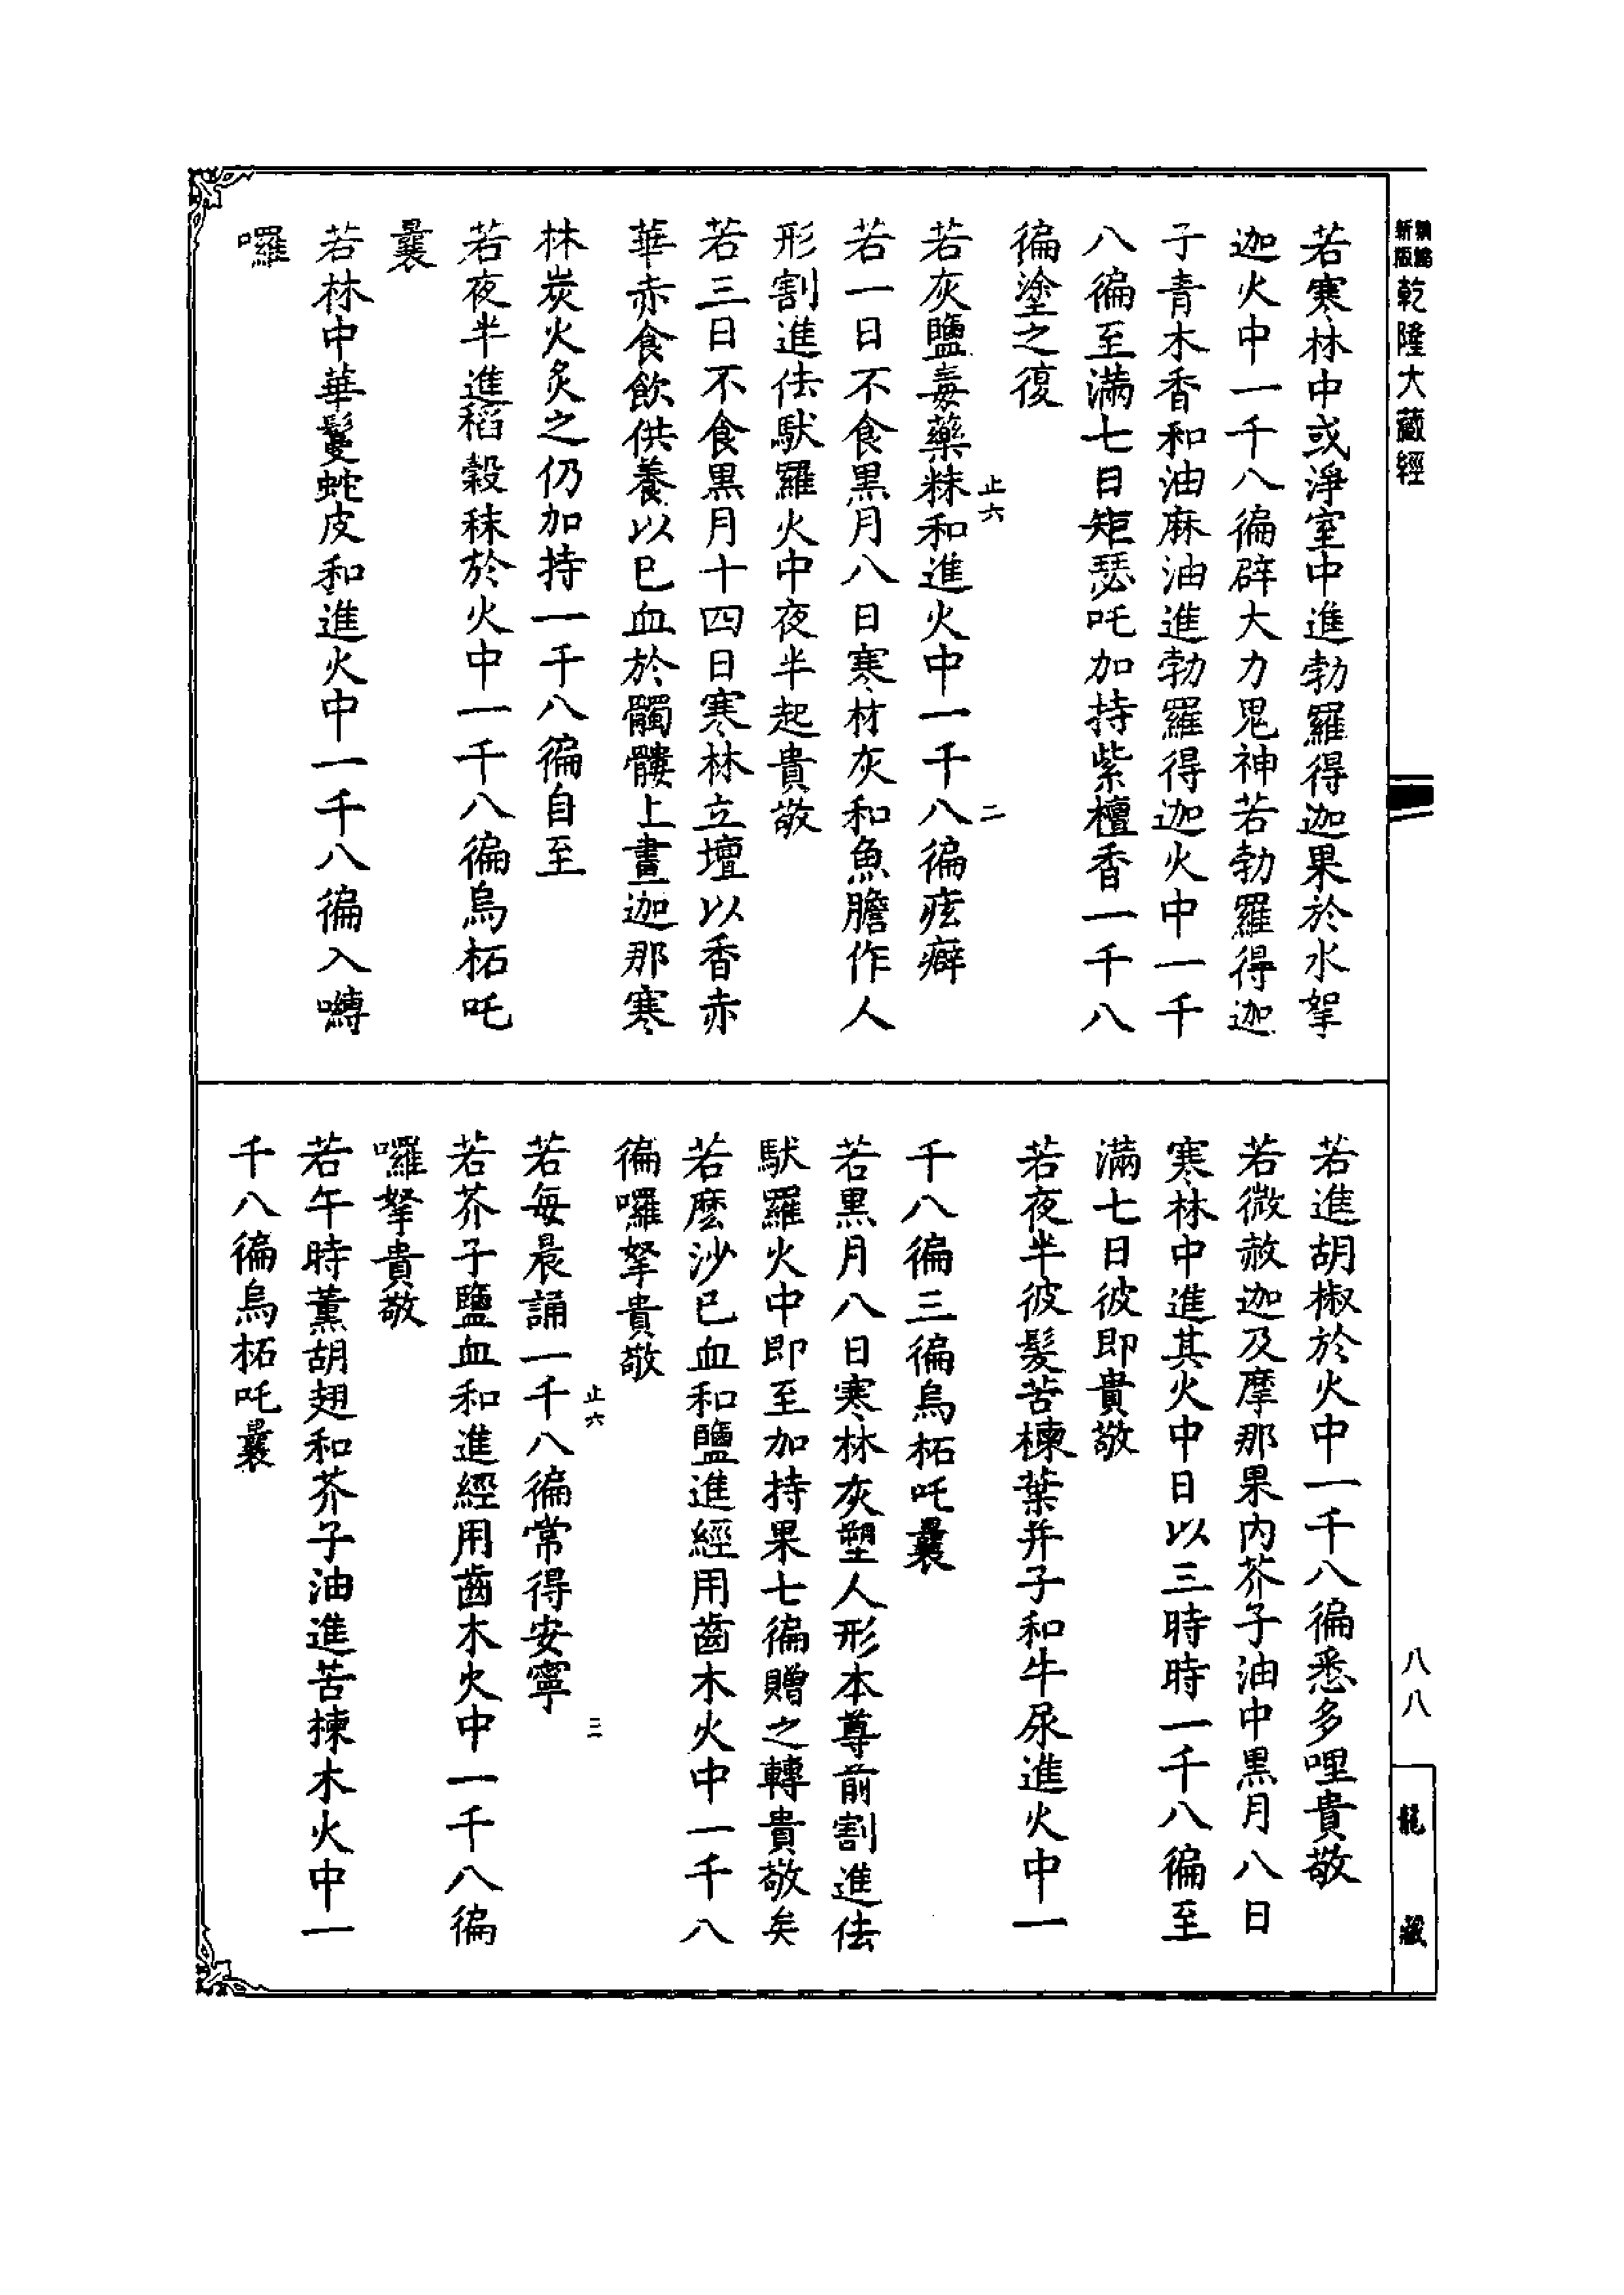 新版
乾隆大藏經
若寒林中或淨室中進勃羅得迦果於水挐
迦火中一千八徧辟大力鬼神若勃羅得迦
子青木香和油麻油進勃羅得迦火中一千
八徧至滿七日矩瑟吒加持紫檀香一千八
徧塗之復
止六
二
若灰鹽毒藥粖和進火中一千八徧痃癖
若一日不食黑月八日寒材灰和魚膽作人
形割進佉馱羅火中夜半起貴敬
若三日不食黑月十四日寒林立壇以香赤
華赤食飲供養以巳血於髑髏上畫迦那寒
林炭火炙之仍加持一千八徧自至
若夜半進稻穀秣於火中一千八徧烏柘吒
曩
若林中華鬘蛇皮和進火中一千八徧入囀
囉
若進胡椒於火中一千八徧悉多哩貴敬
若微赦迦及摩那果内芥子油中黑月八日
寒林中進其火中日以三時時一千八徧至
滿七日彼即貴敬
若夜半彼髮苦楝葉并子和牛尿進火中一
千八徧三徧烏柘吒曩
若黑月八日寒林灰塑人形本尊前割進佉
馱羅火中即至加持果七徧贈之轉貴敬矣
若麽沙巳血和鹽進經用齒木火中一千八
徧囉拏貴敬
止六
三
若每晨誦一千八徧常得安寧
若芥子鹽血和進經用齒木火中一千八徧
囉拏貴敬
若午時薰胡翅和芥子油進苦楝木火中一
千八徧烏柘吒曩
八八
龍藏